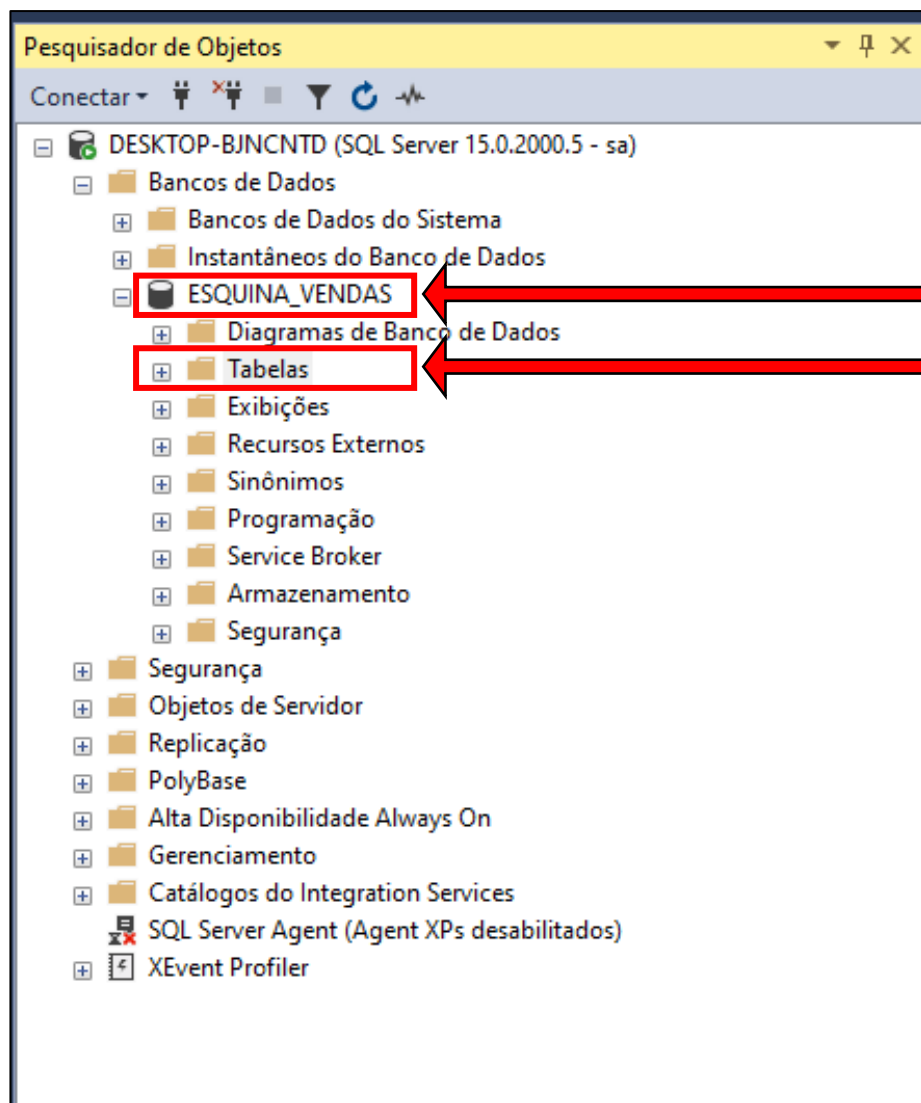 Pesquisador de Objetos
Conectar
DESKTOP-BJNCNTD (SQL Server 15.0.2000.5 - sa)
Bancos de Dados
Bancos de Dados do Sistema
Instantâneos do Banco de Dados
ESQUINA_VENDAS
Diagramas de Banco de Dados
Tabelas
Exibições
Recursos Externos
Sinônimos
Programação
Service Broker
Armazenamento
Segurança
Segurança
Objetos de Servidor
Replicação
PolyBase
Alta Disponibilidade Always On
Gerenciamento
Catálogos do Integration Services
SQL Server Agent (Agent XPs desabilitados)
XEvent Profiler